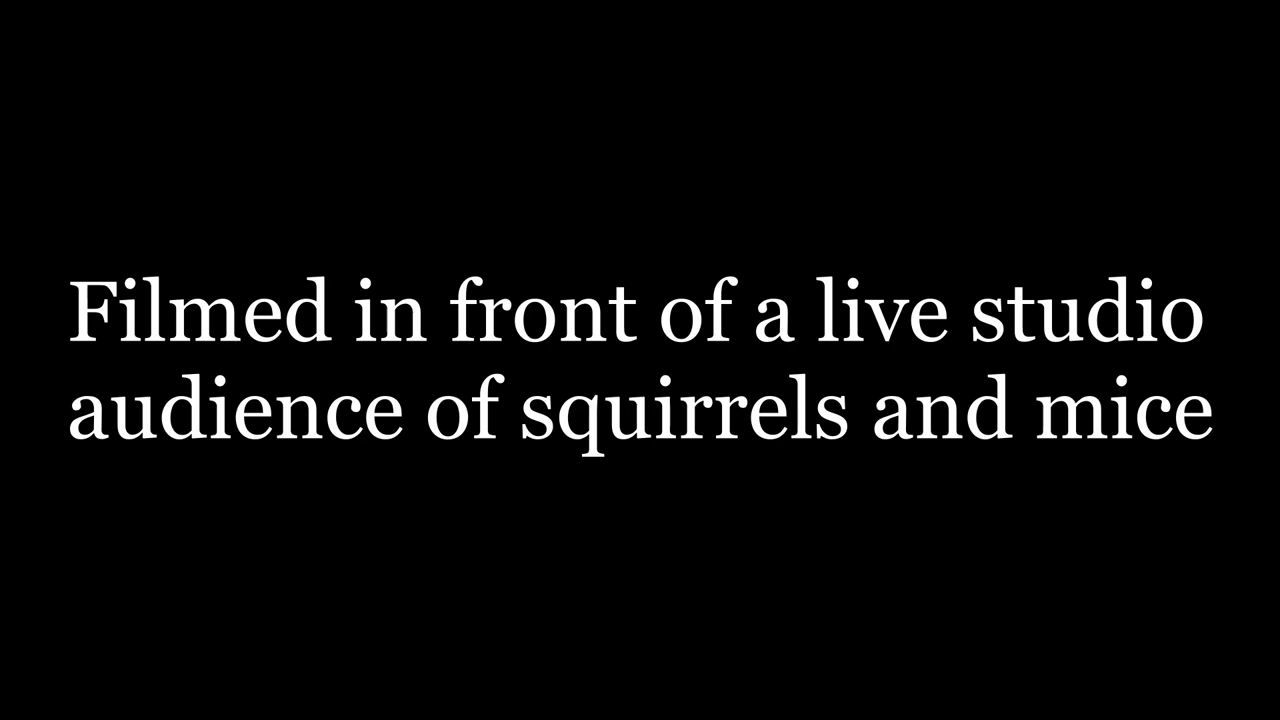 Filmed in front of a live studio
audience of squirrels and mice